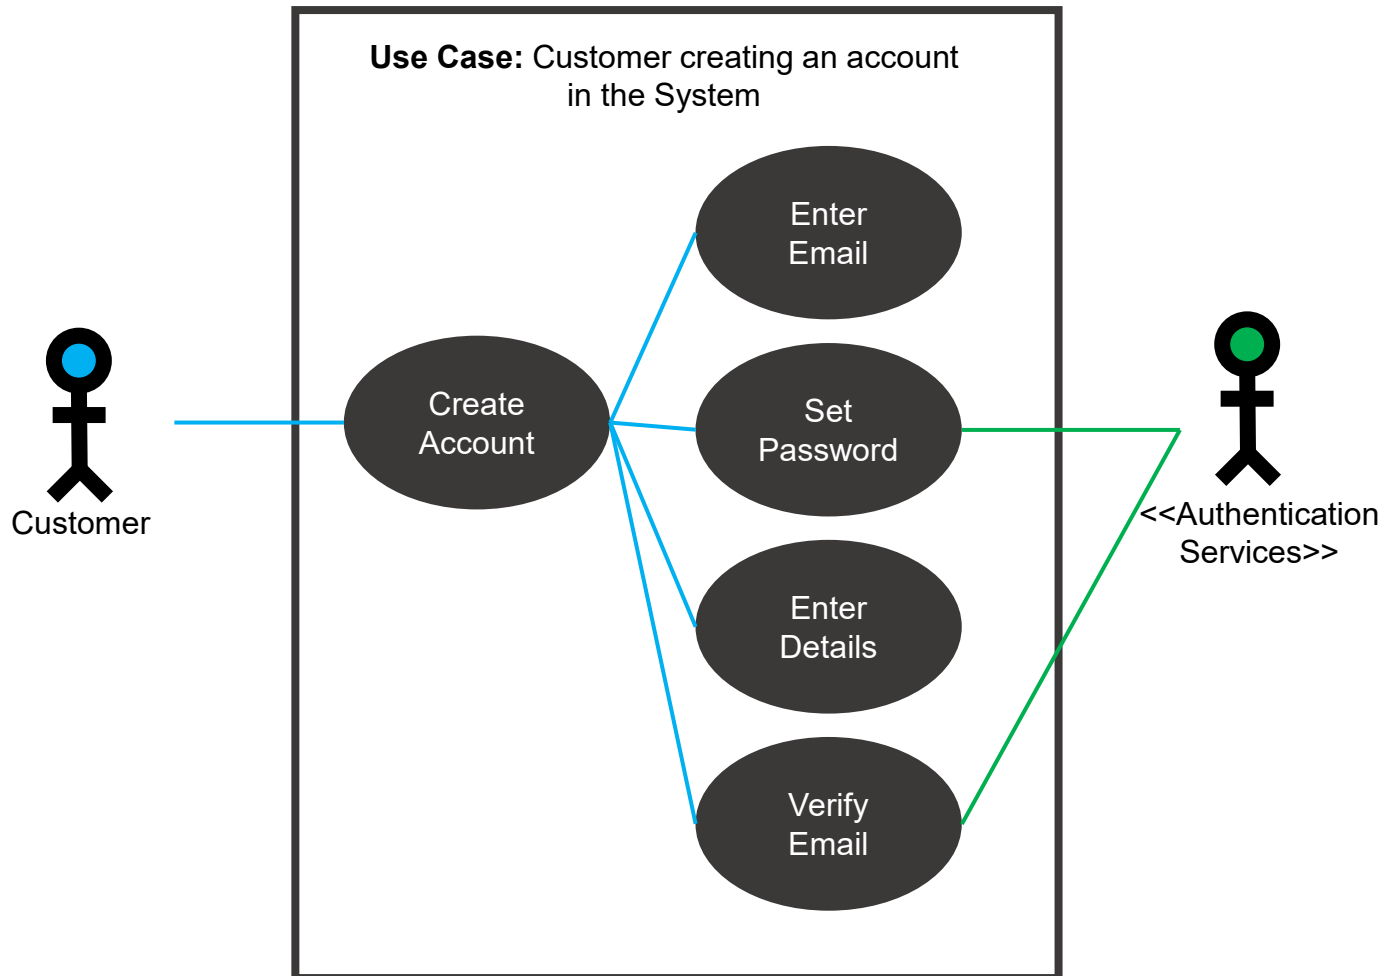 Use Case: Customer creating an account
in the System
Enter
Email
Create
Account
Set
Password
Customer
<<Authentication
Services>>
Enter
Details
Verify
Email